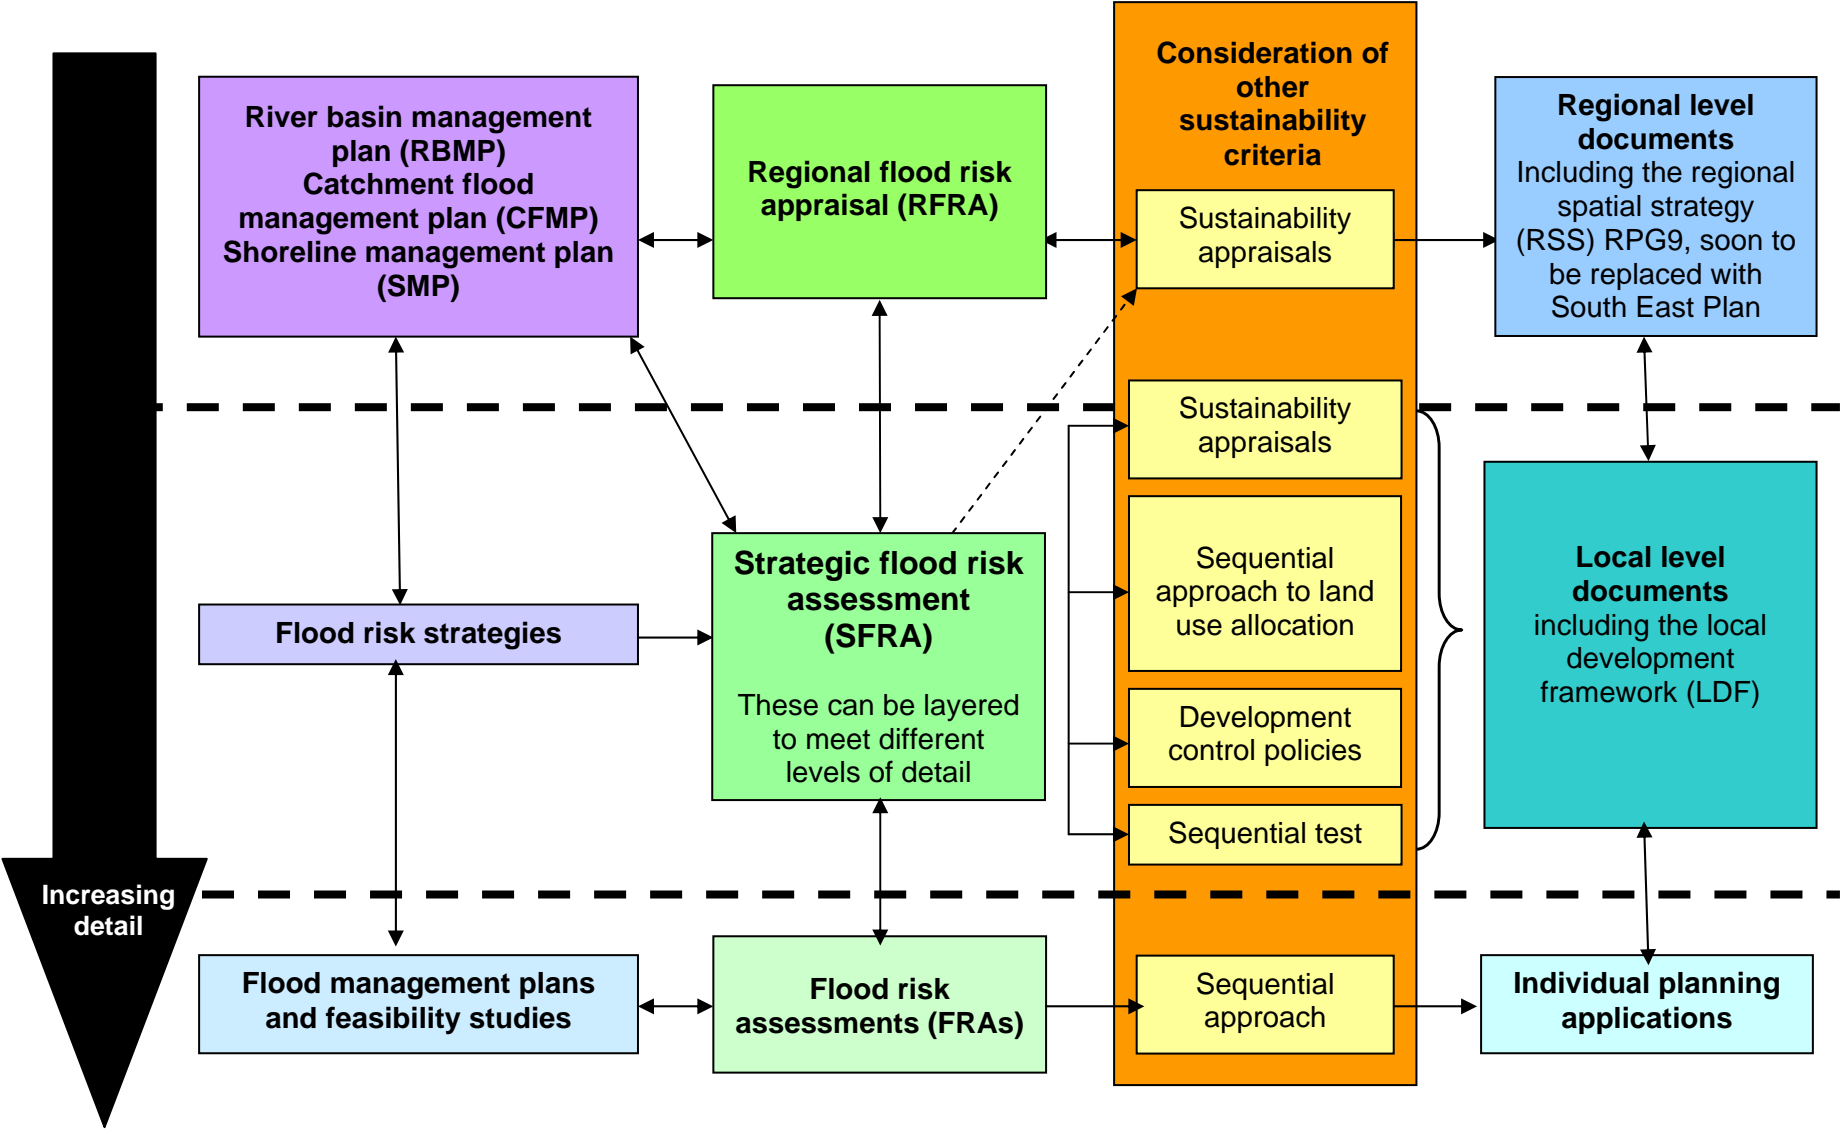 River basin management
plan (RBMP)
Catchment flood
management plan (CFMP)
Shoreline management plan
(SMP)
Regional flood risk
appraisal (RFRA)
Consideration of
other
sustainability
criteria
Sustainability
appraisals
Regional level
documents
Including the regional
spatial strategy
(RSS) RPG9, soon to
be replaced with
South East Plan
Flood risk strategies
Strategic flood risk
assessment
(SFRA)
These can be layered
to meet different
levels of detail
Sustainability
appraisals
Sequential
approach to land
use allocation
Development
control policies
Sequential test
Local level
documents
including the local
development
framework (LDF)
Increasing
detail
Flood management plans
and feasibility studies
Flood risk
assessments (FRAs)
Sequential
approach
Individual planning
applications